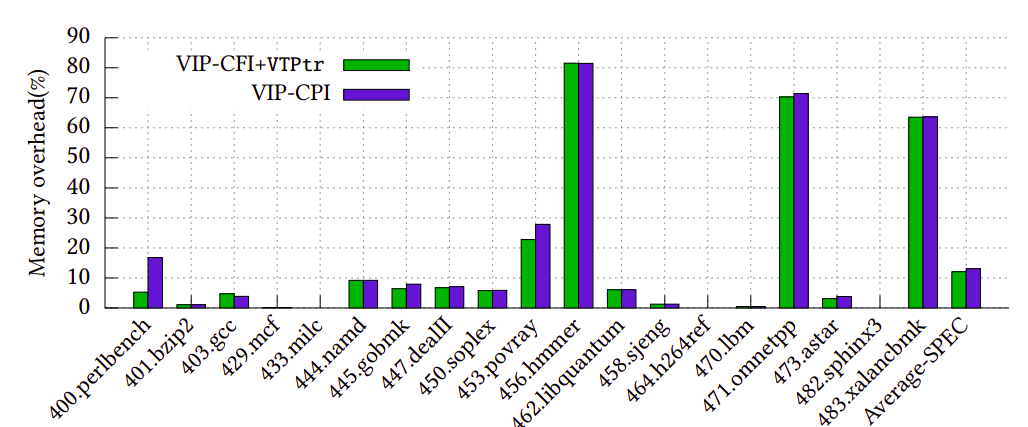 90
80
70
60
50
40
30
20
10
0
Memory overhead(%)
VIP-CFI+VTPtr
VIP-CPI
400.perlbench
401.bzip2
403.gcc
429.mcf
433.milc
444.namd
445.gobmk
447.dealII
450.soplex
453.povray
456.hmmer
462.libquantum
458.sjeng
464.h264ref
470.lbm
471.omnetpp
473.astar
482.sphinx3
483.xalancbmk
Average-SPEC